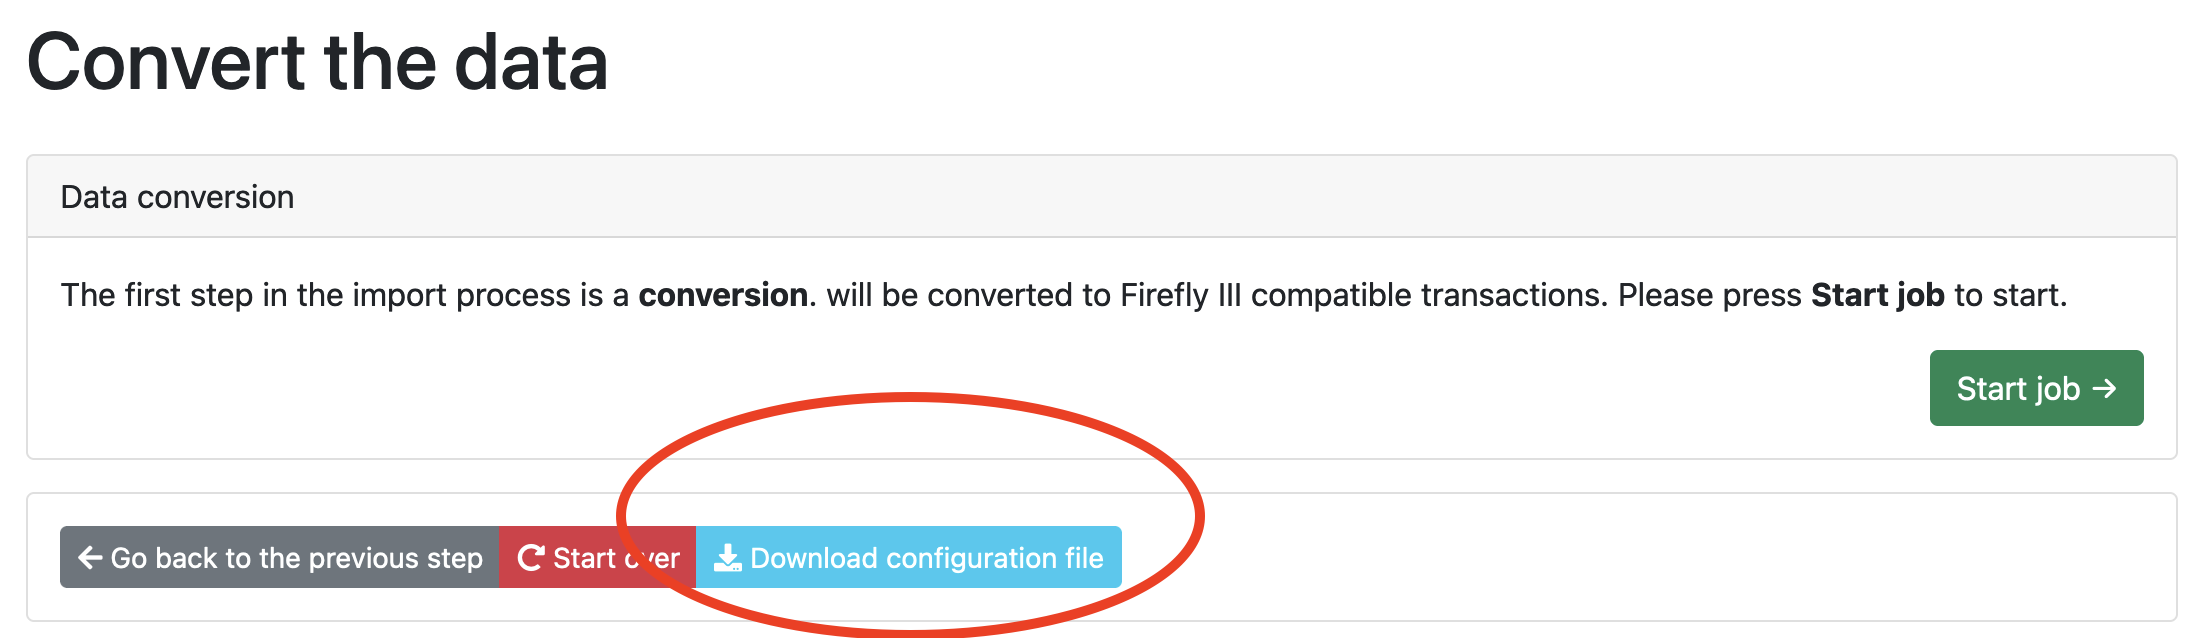 Convert the data
Data conversion
The first step in the import process is a conversion. will be converted to Firefly III compatible transactions. Please press Start job to start.
Start job
Go back to the previous step
Start over
Download configuration file